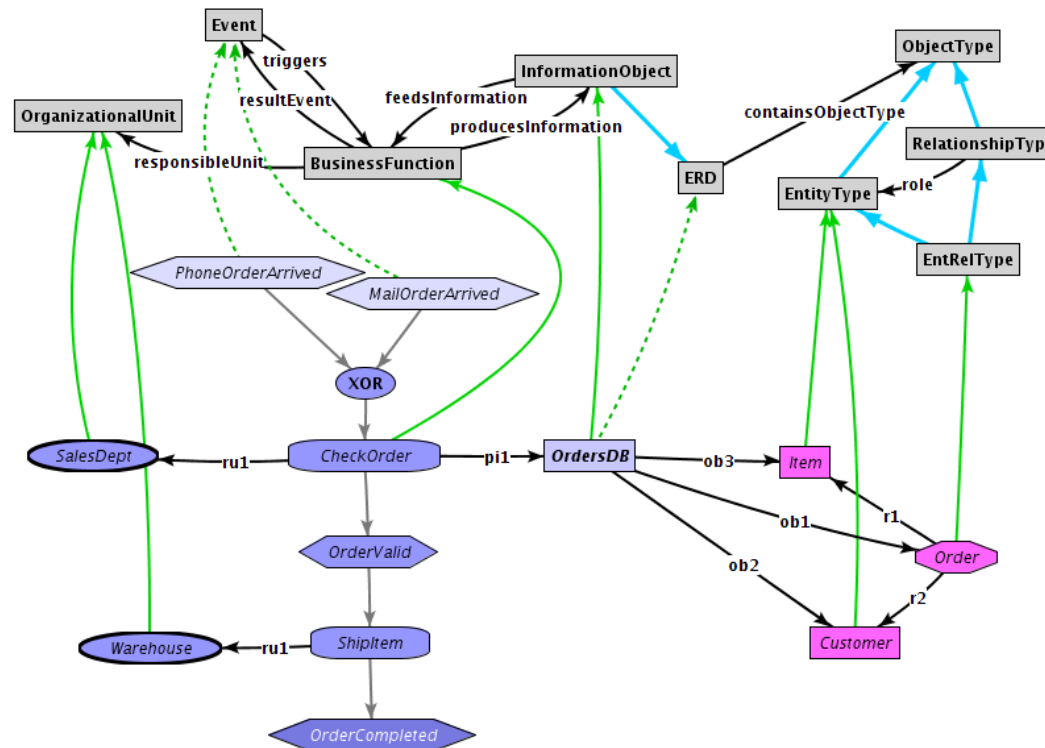 Event
triggers
ObjectType
InformationObject
resultEvent
feedsInformation
OrganizationalUnit
containsObjectType
producesInformation
responsibleUnit
BusinessFunction
RelationshipTyp
ERD
EntityType
role
PhoneOrderArrived
EntRelType
MailOrderArrived
XOR
SalesDept
ru1
CheckOrder
pi1
OrdersDB
ob3
Item
r1
ob1
OrderValid
ob2
Order
r2
Warehouse
ru1
ShipItem
Customer
OrderCompleted